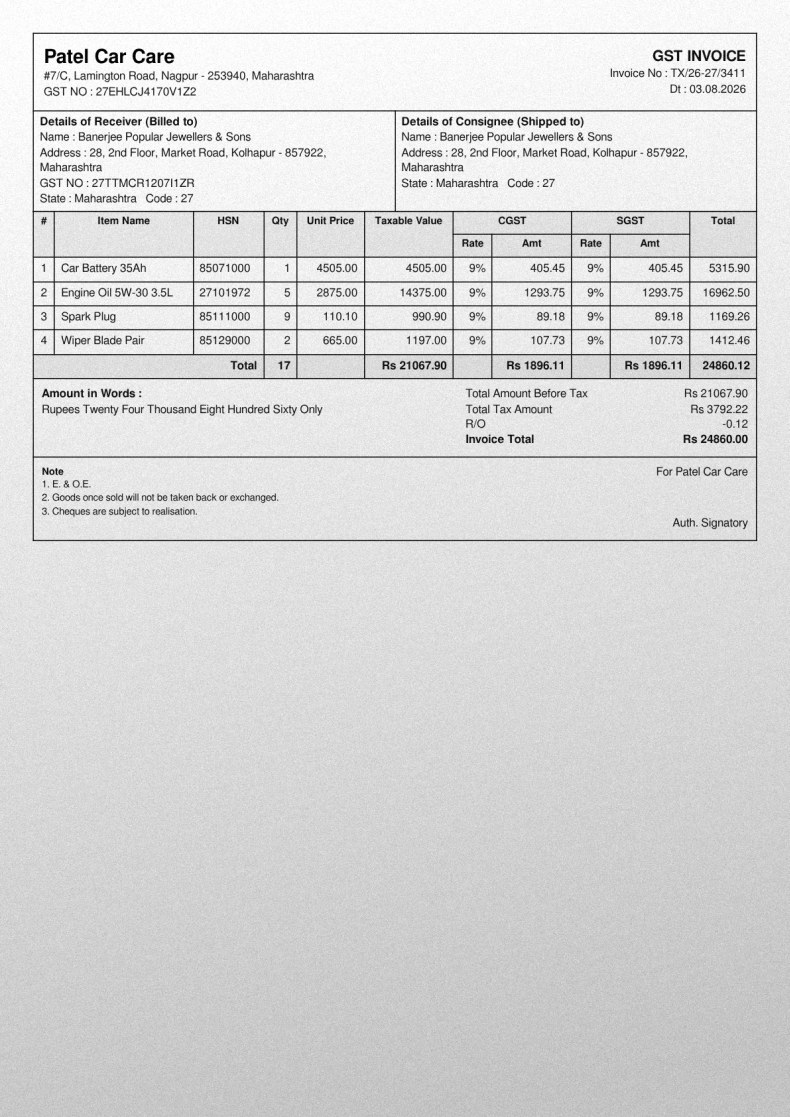 Patel Car Care
#7/C, Lamington Road, Nagpur - 253940, Maharashtra
GST NO : 27EHLCJ4170V1Z2
GST INVOICE
Invoice No : TX/26-27/3411
Dt : 03.08.2026
Details of Receiver (Billed to)
Name : Banerjee Popular Jewellers & Sons
Address : 28, 2nd Floor, Market Road, Kolhapur - 857922,
Maharashtra
GST NO : 27TTMCR1207I1ZR
State : Maharashtra Code : 27
Details of Consignee (Shipped to)
Name : Banerjee Popular Jewellers & Sons
Address : 28, 2nd Floor, Market Road, Kolhapur - 857922,
Maharashtra
State : Maharashtra Code : 27
# Item Name HSN Qty Unit Price Taxable Value CGST SGST Total
Rate Amt Rate Amt
1 Car Battery 35Ah 85071000 1 4505.00 4505.00 9% 405.45 9% 405.45 5315.90
2 Engine Oil 5W-30 3.5L 27101972 5 2875.00 14375.00 9% 1293.75 9% 1293.75 16962.50
3 Spark Plug 85111000 9 110.10 990.90 9% 89.18 9% 89.18 1169.26
4 Wiper Blade Pair 85129000 2 665.00 1197.00 9% 107.73 9% 107.73 1412.46
Total 17 Rs 21067.90 Rs 1896.11 Rs 1896.11 24860.12
Amount in Words :
Rupees Twenty Four Thousand Eight Hundred Sixty Only
Total Amount Before Tax Rs 21067.90
Total Tax Amount Rs 3792.22
R/O -0.12
Invoice Total Rs 24860.00
Note
1. E. & O.E.
2. Goods once sold will not be taken back or exchanged.
3. Cheques are subject to realisation.
For Patel Car Care
Auth. Signatory